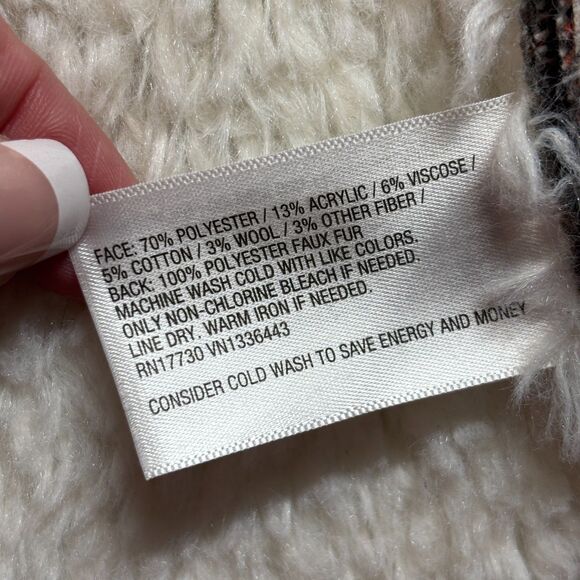 FACE: 70% POLYESTER / 13% ACRYLIC / 6% VISCOSE /
5% COTTON / 3% WOOL / 3% OTHER FIBER /
BACK: 100% POLYESTER FAUX FUR
MACHINE WASH COLD WITH LIKE COLORS.
ONLY NON-CHLORINE BLEACH IF NEEDED.
LINE DRY. WARM IRON IF NEEDED.
RN17730 VN1336443
CONSIDER COLD WASH TO SAVE ENERGY AND MONEY